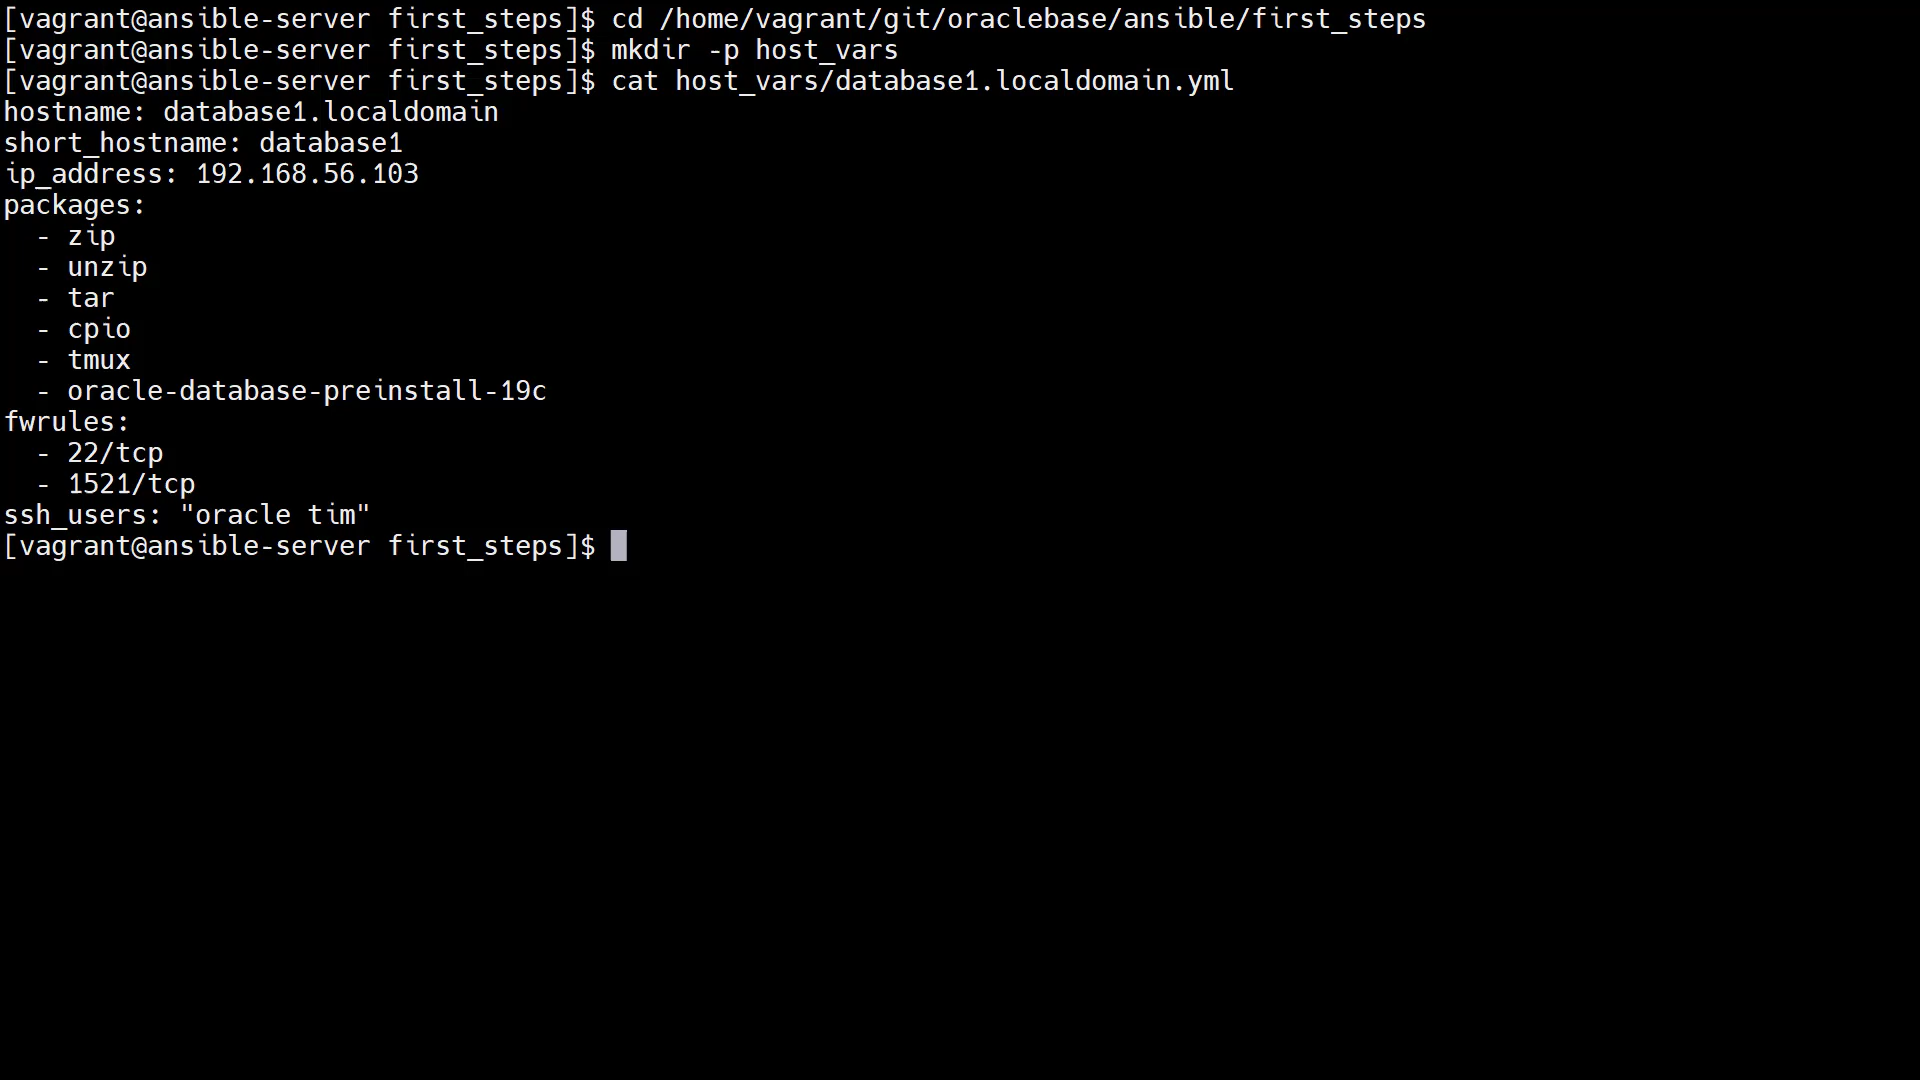 [vagrant@ansible-server first_steps]$ cd /home/vagrant/git/oraclebase/ansible/first_steps
[vagrant@ansible-server first_steps]$ mkdir -p host_vars
[vagrant@ansible-server first_steps]$ cat host_vars/database1.localdomain.yml
hostname: database1.localdomain
short_hostname: database1
ip_address: 192.168.56.103
packages:
  - zip
  - unzip
  - tar
  - cpio
  - tmux
  - oracle-database-preinstall-19c
fwrules:
  - 22/tcp
  - 1521/tcp
ssh_users: "oracle tim"
[vagrant@ansible-server first_steps]$